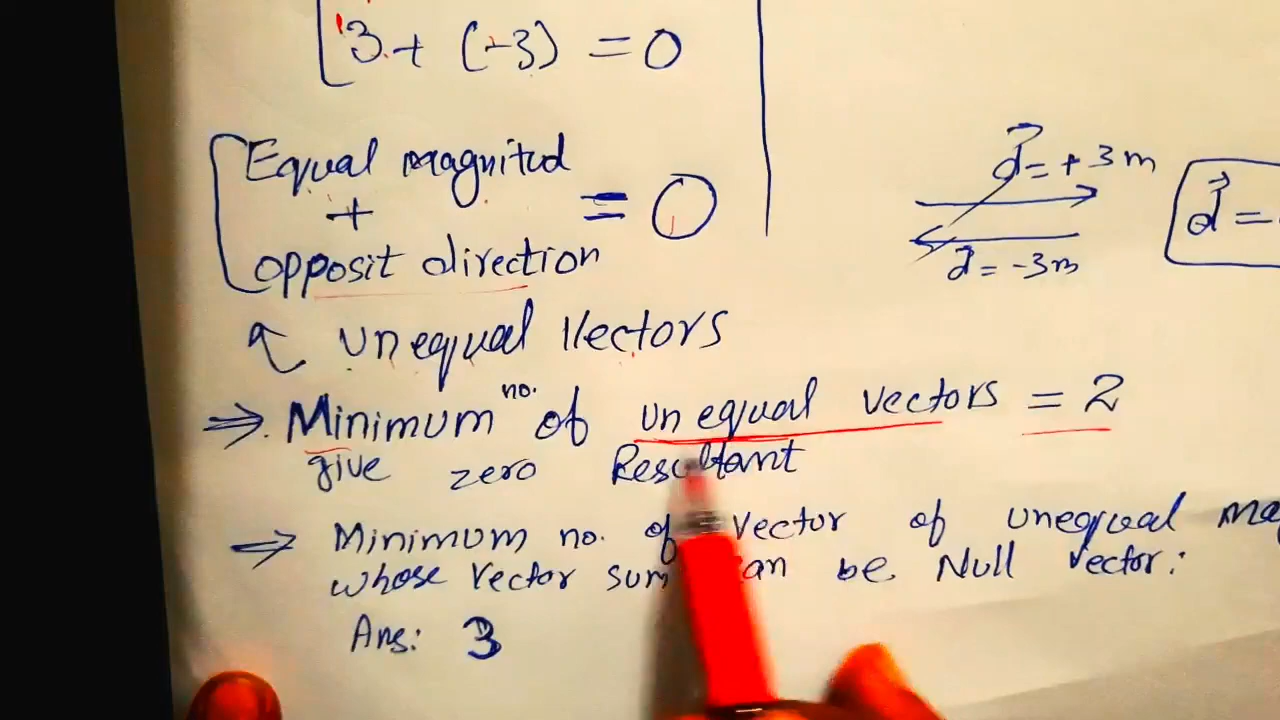 3 + (-3) = 0
Equal magnitud
+
opposit direction
= 0
d = + 3m
d = -3m
d =
unequal Vectors
⇒ Minimum no. of unequal vectors = 2
give zero Resultant
⇒ Minimum no. of vector of unequal
whose vector sum can be Null vector:
Ans: 3